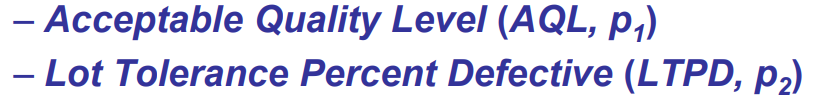 – Acceptable Quality Level (AQL, p₁)
– Lot Tolerance Percent Defective (LTPD, p₂)